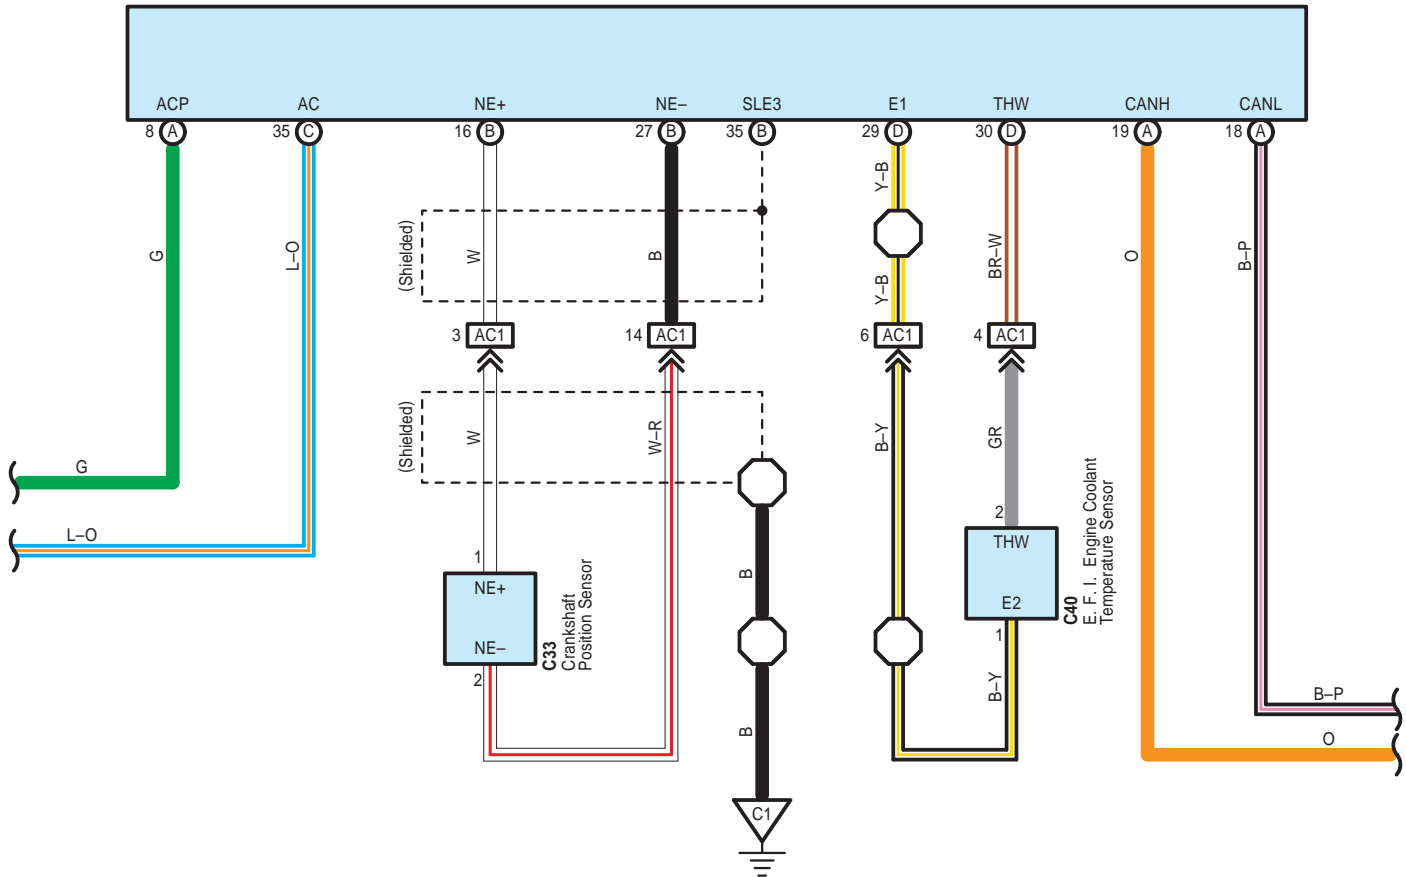 ACP AC NE+ NE– SLE3 E1 THW CANH CANL
8 A 35 C 16 B 27 B 35 B 29 D 30 D 19 A 18 A
Y–B
G L–O (Shielded) W B Y–B BR–W O B–P
3 AC1 14 AC1 6 AC1 4 AC1
(Shielded) W W–R B–Y GR
G
L–O
2
THW
E2
1
C40
E. F. I. Engine Coolant
Temperature Sensor
1
NE+
NE–
2
C33
Crankshaft
Position Sensor
B
B
B–Y
B–P
O
C1